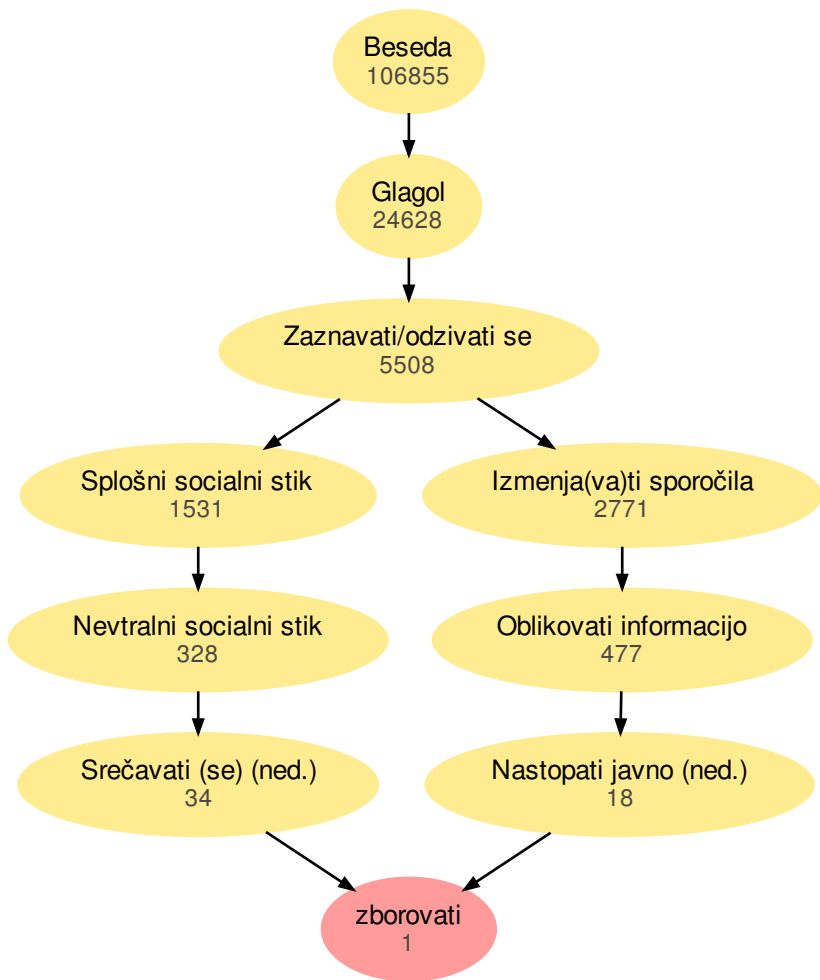 Beseda
106855
Glagol
24628
Zaznavati/odzivati se
5508
Splošni socialni stik
1531
Izmenja(va)ti sporočila
2771
Nevtralni socialni stik
328
Oblikovati informacijo
477
Srečavati (se) (ned.)
34
Nastopati javno (ned.)
18
zborovati
1